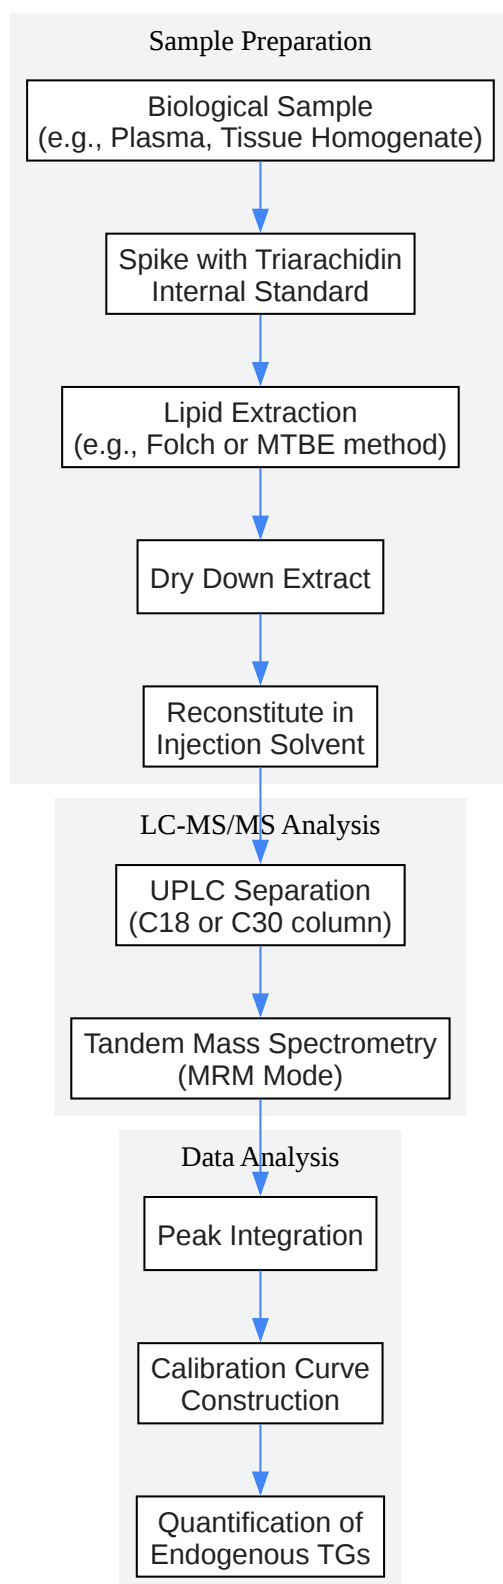 Sample Preparation
Biological Sample
(e.g., Plasma, Tissue Homogenate)
Spike with Triarachidin
Internal Standard
Lipid Extraction
(e.g., Folch or MTBE method)
Dry Down Extract
Reconstitute in
Injection Solvent
LC-MS/MS Analysis
UPLC Separation
(C18 or C30 column)
Tandem Mass Spectrometry
(MRM Mode)
Data Analysis
Peak Integration
Calibration Curve
Construction
Quantification of
Endogenous TGs